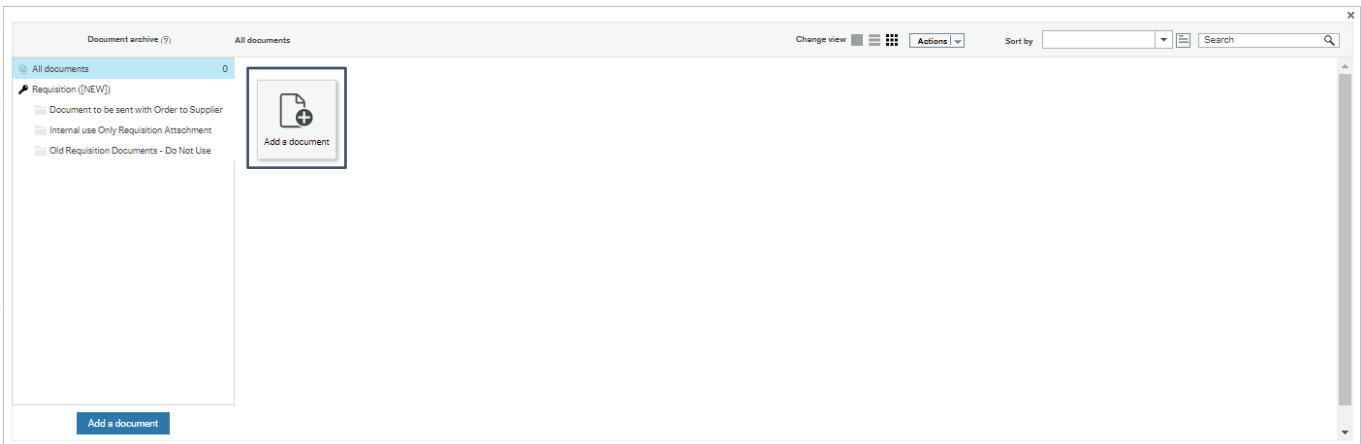 ×
Document archive (?)
All documents
Change view
Actions
Sort by
Search
All documents 0
Requisition ([NEW])
Document to be sent with Order to Supplier
Internal use Only Requisition Attachment
Old Requisition Documents - Do Not Use
Add a document
Add a document